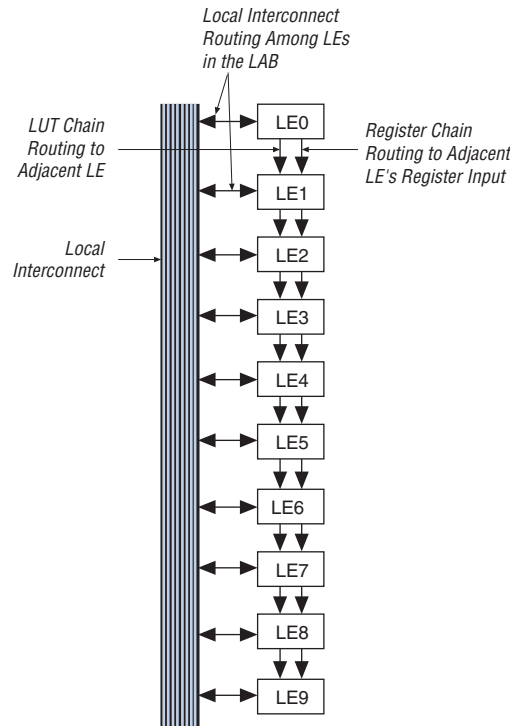 Local Interconnect
Routing Among LEs
in the LAB
LUT Chain
Routing to
Adjacent LE
Register Chain
Routing to Adjacent
LE's Register Input
Local
Interconnect
LE0
LE1
LE2
LE3
LE4
LE5
LE6
LE7
LE8
LE9